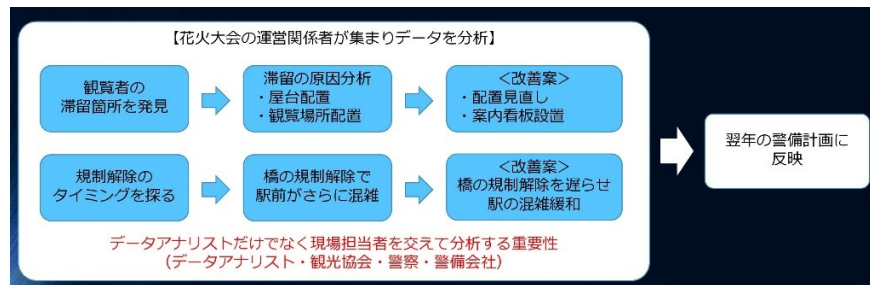 【花火大会の運営関係者が集まりデータを分析】
観覧者の
滞留箇所を発見
滞留の原因分析
・屋台配置
・観覧場所配置
<改善案>
・配置見直し
・案内看板設置
規制解除の
タイミングを探る
橋の規制解除で
駅前がさらに混雑
<改善案>
橋の規制解除を遅らせ
駅の混雑緩和
データアナリストだけでなく現場担当者を交えて分析する重要性
(データアナリスト・観光協会・警察・警備会社)
翌年の警備計画に
反映